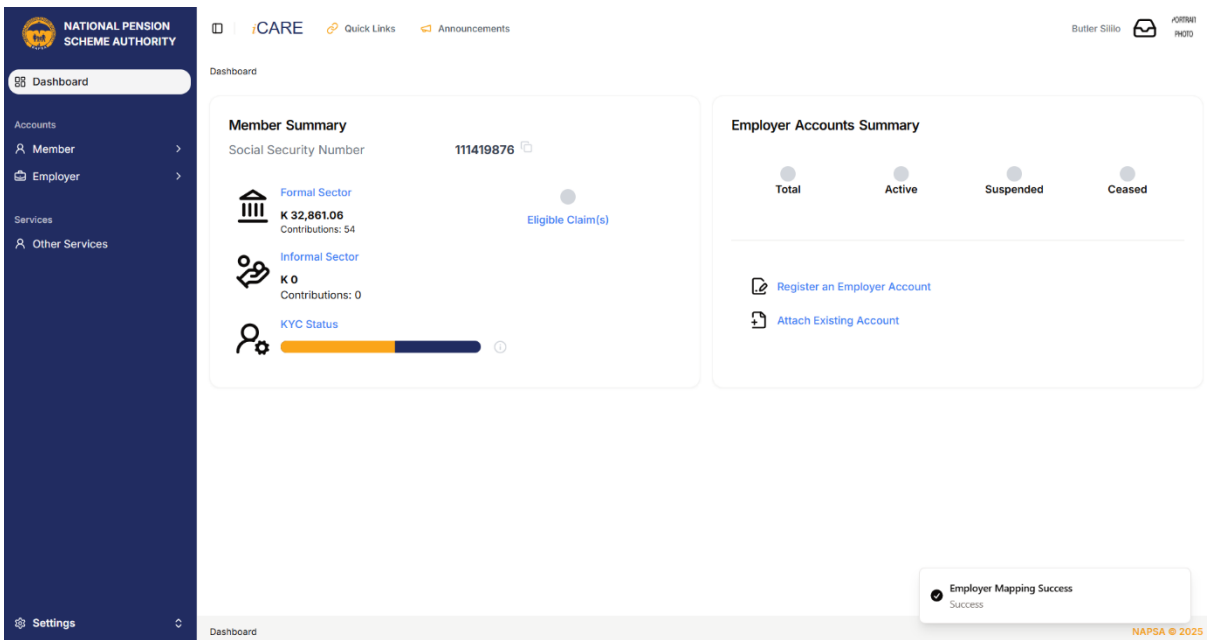 NATIONAL PENSION
SCHEME AUTHORITY
iCARE
Quick Links
Announcements
Butler Sililo
PORTRAIT
PHOTO
Dashboard
Accounts
Member
Employer
Services
Other Services
Settings
Dashboard
Member Summary
Social Security Number 111419876
Formal Sector
K 32,861.06
Contributions: 54
Eligible Claim(s)
Informal Sector
K 0
Contributions: 0
KYC Status
Employer Accounts Summary
Total Active Suspended Ceased
Register an Employer Account
Attach Existing Account
Employer Mapping Success
Success
Dashboard
NAPSA © 2025